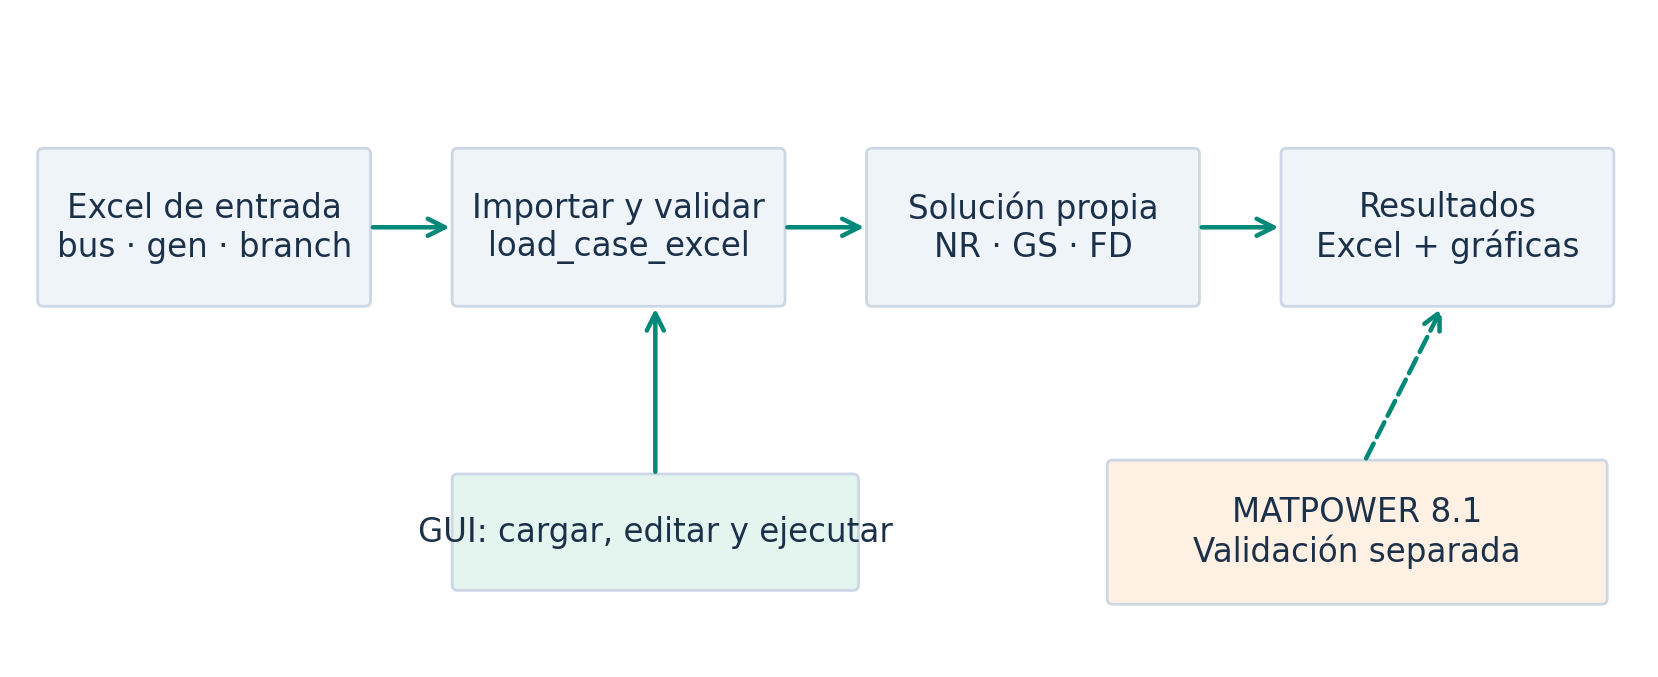 Excel de entrada
bus · gen · branch
Importar y validar
load_case_excel
Solución propia
NR · GS · FD
Resultados
Excel + gráficas
GUI: cargar, editar y ejecutar
MATPOWER 8.1
Validación separada